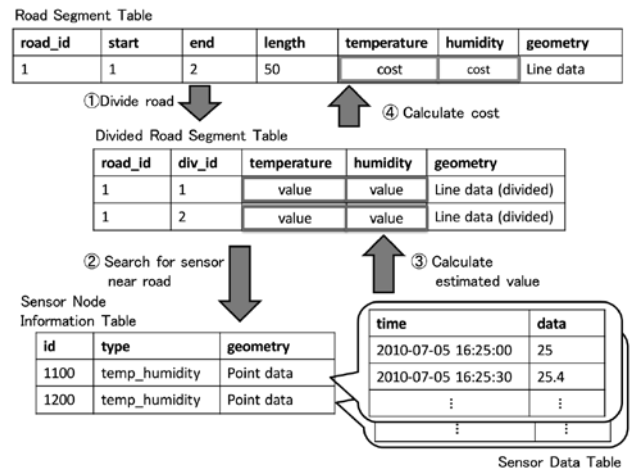 Road Segment Table
road_id start end length temperature humidity geometry
1 1 2 50 cost cost Line data
①Divide road
④ Calculate cost
Divided Road Segment Table
road_id div_id temperature humidity geometry
1 1 value value Line data (divided)
1 2 value value Line data (divided)
② Search for sensor
near road
③ Calculate
estimated value
Sensor Node
Information Table
id type geometry
1100 temp_humidity Point data
1200 temp_humidity Point data
time data
2010-07-05 16:25:00 25
2010-07-05 16:25:30 25.4
⋮ ⋮
⋮ ⋮
Sensor Data Table